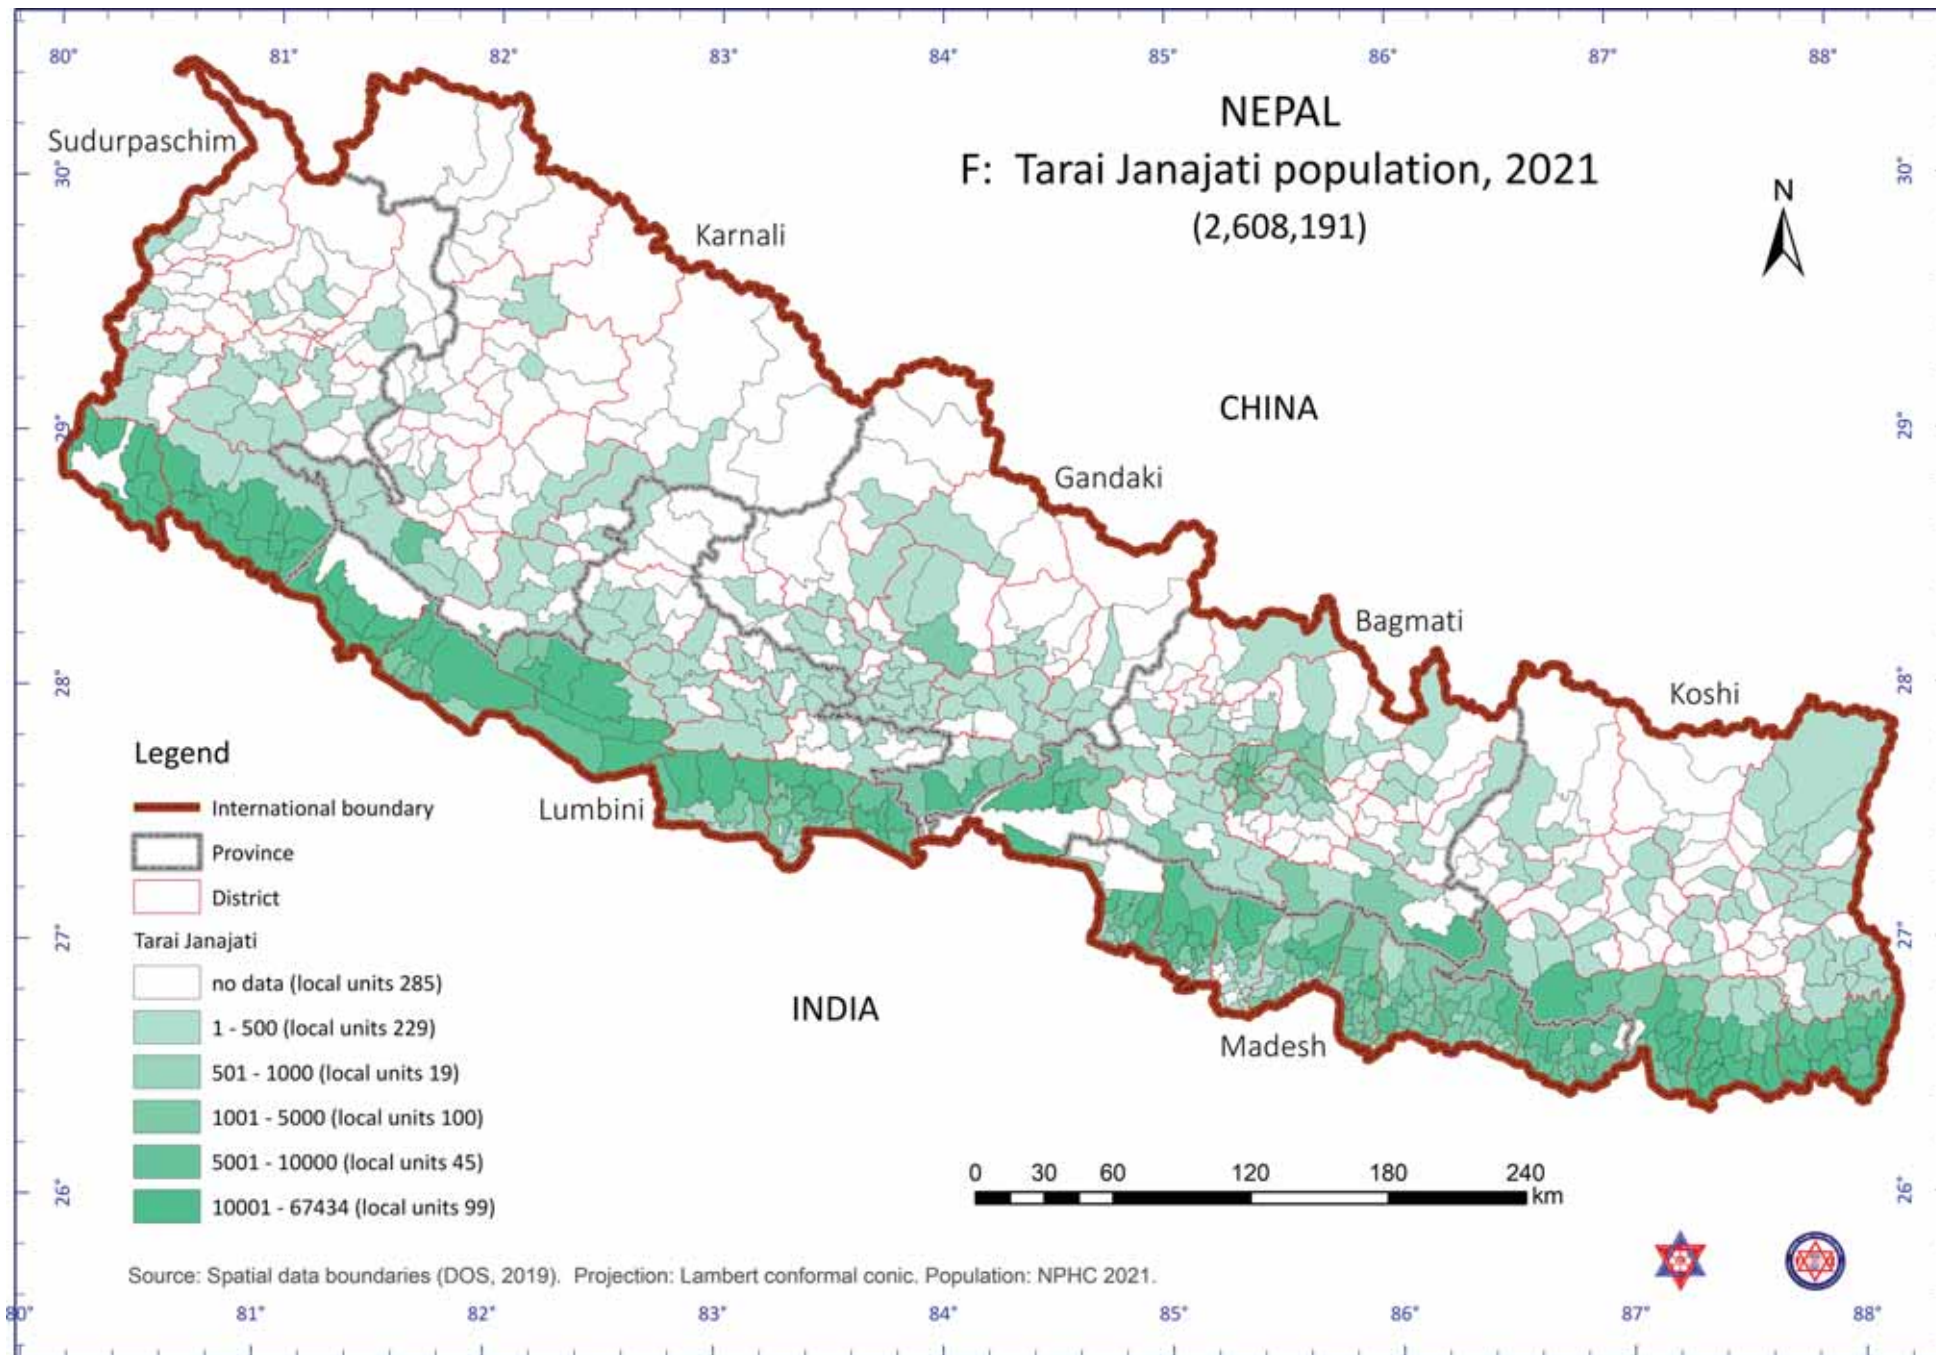 80° 81° 82° 83° 84° 85° 86° 87° 88°
NEPAL
F: Tarai Janajati population, 2021
(2,608,191)
N
Sudurpaschim
30°
30°
Karnali
CHINA
29°
29°
Gandaki
Bagmati
28°
28°
Koshi
Legend
International boundary
Lumbini
Province
District
27°
27°
Tarai Janajati
no data (local units 285)
INDIA
1 - 500 (local units 229)
Madesh
501 - 1000 (local units 19)
1001 - 5000 (local units 100)
5001 - 10000 (local units 45)
10001 - 67434 (local units 99)
26°
26°
0 30 60 120 180 240
km
Source: Spatial data boundaries (DOS, 2019). Projection: Lambert conformal conic. Population: NPHC 2021.
80° 81° 82° 83° 84° 85° 86° 87° 88°